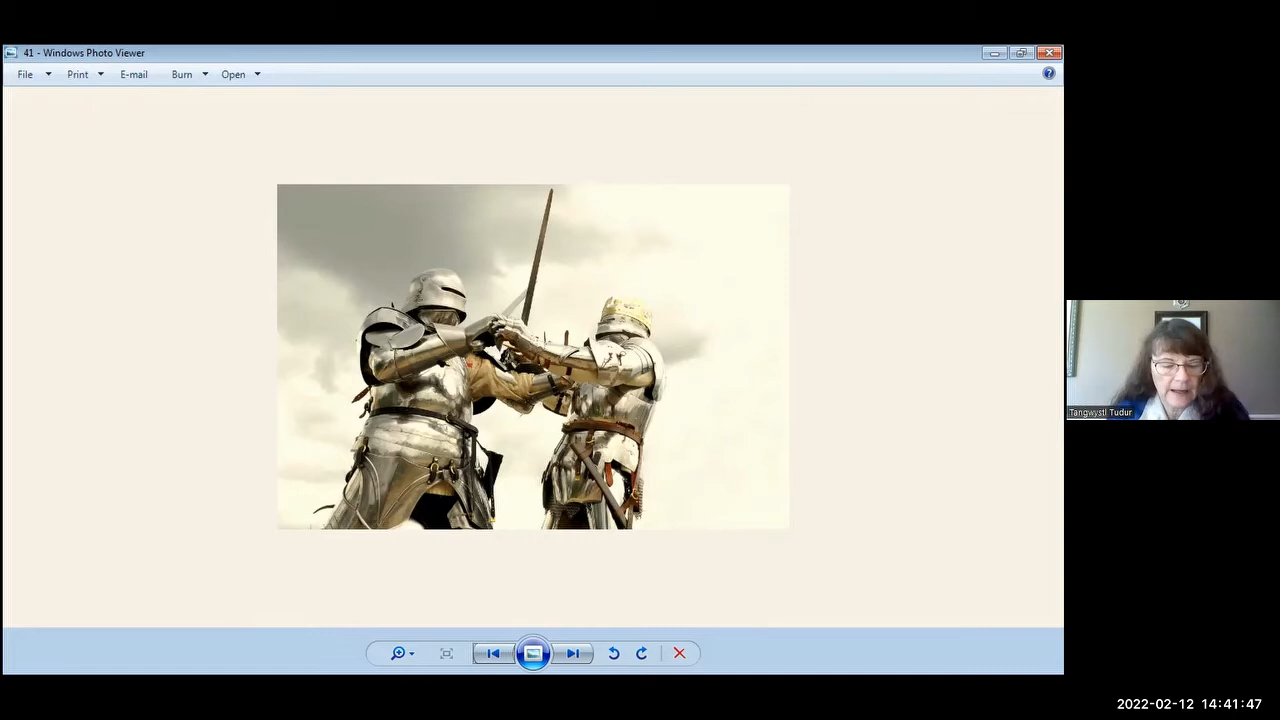 41 - Windows Photo Viewer
File Print E-mail Burn Open
Tangwystl Tudur
2022-02-12 14:41:47